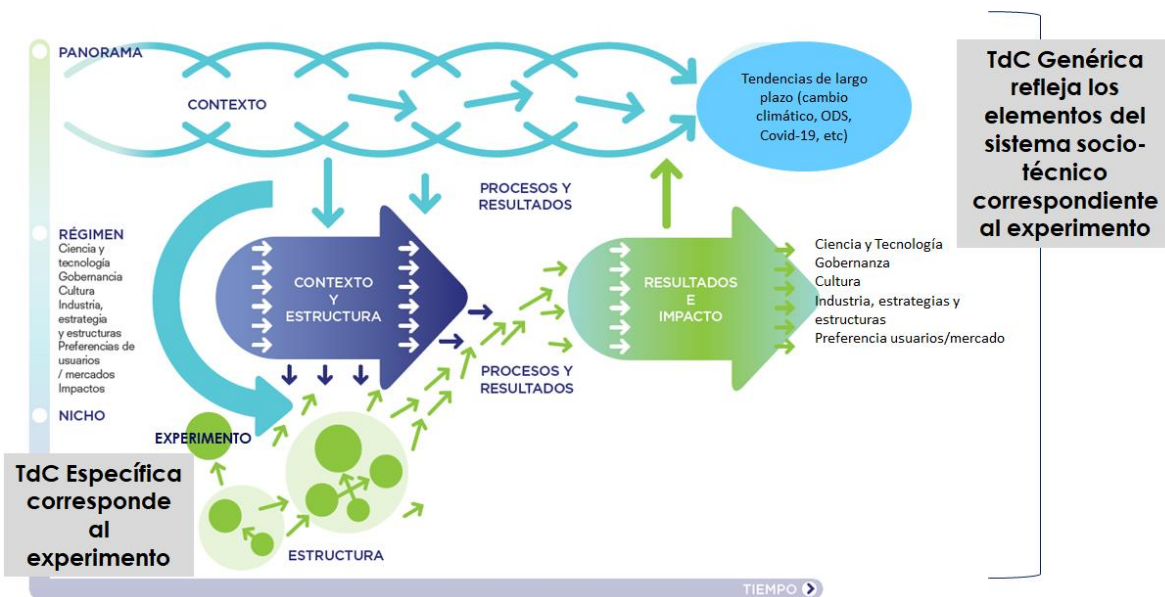 PANORAMA
CONTEXTO
Tendencias de largo
plazo (cambio
climático, ODS,
Covid-19, etc)
TdC Genérica
refleja los
elementos del
sistema socio-
técnico
correspondiente
al experimento
PROCESOS Y
RESULTADOS
RÉGIMEN
Ciencia y
tecnología
Gobernancia
Cultura
Industria,
estrategia
y estructuras
Preferencias de
usuarios
/ mercados
Impactos
CONTEXTO
Y
ESTRUCTURA
RESULTADOS
E
IMPACTO
Ciencia y Tecnología
Gobernanza
Cultura
Industria, estrategias y
estructuras
Preferencia usuarios/mercado
PROCESOS Y
RESULTADOS
NICHO
EXPERIMENTO
TdC Específica
corresponde
al
experimento
ESTRUCTURA
TIEMPO